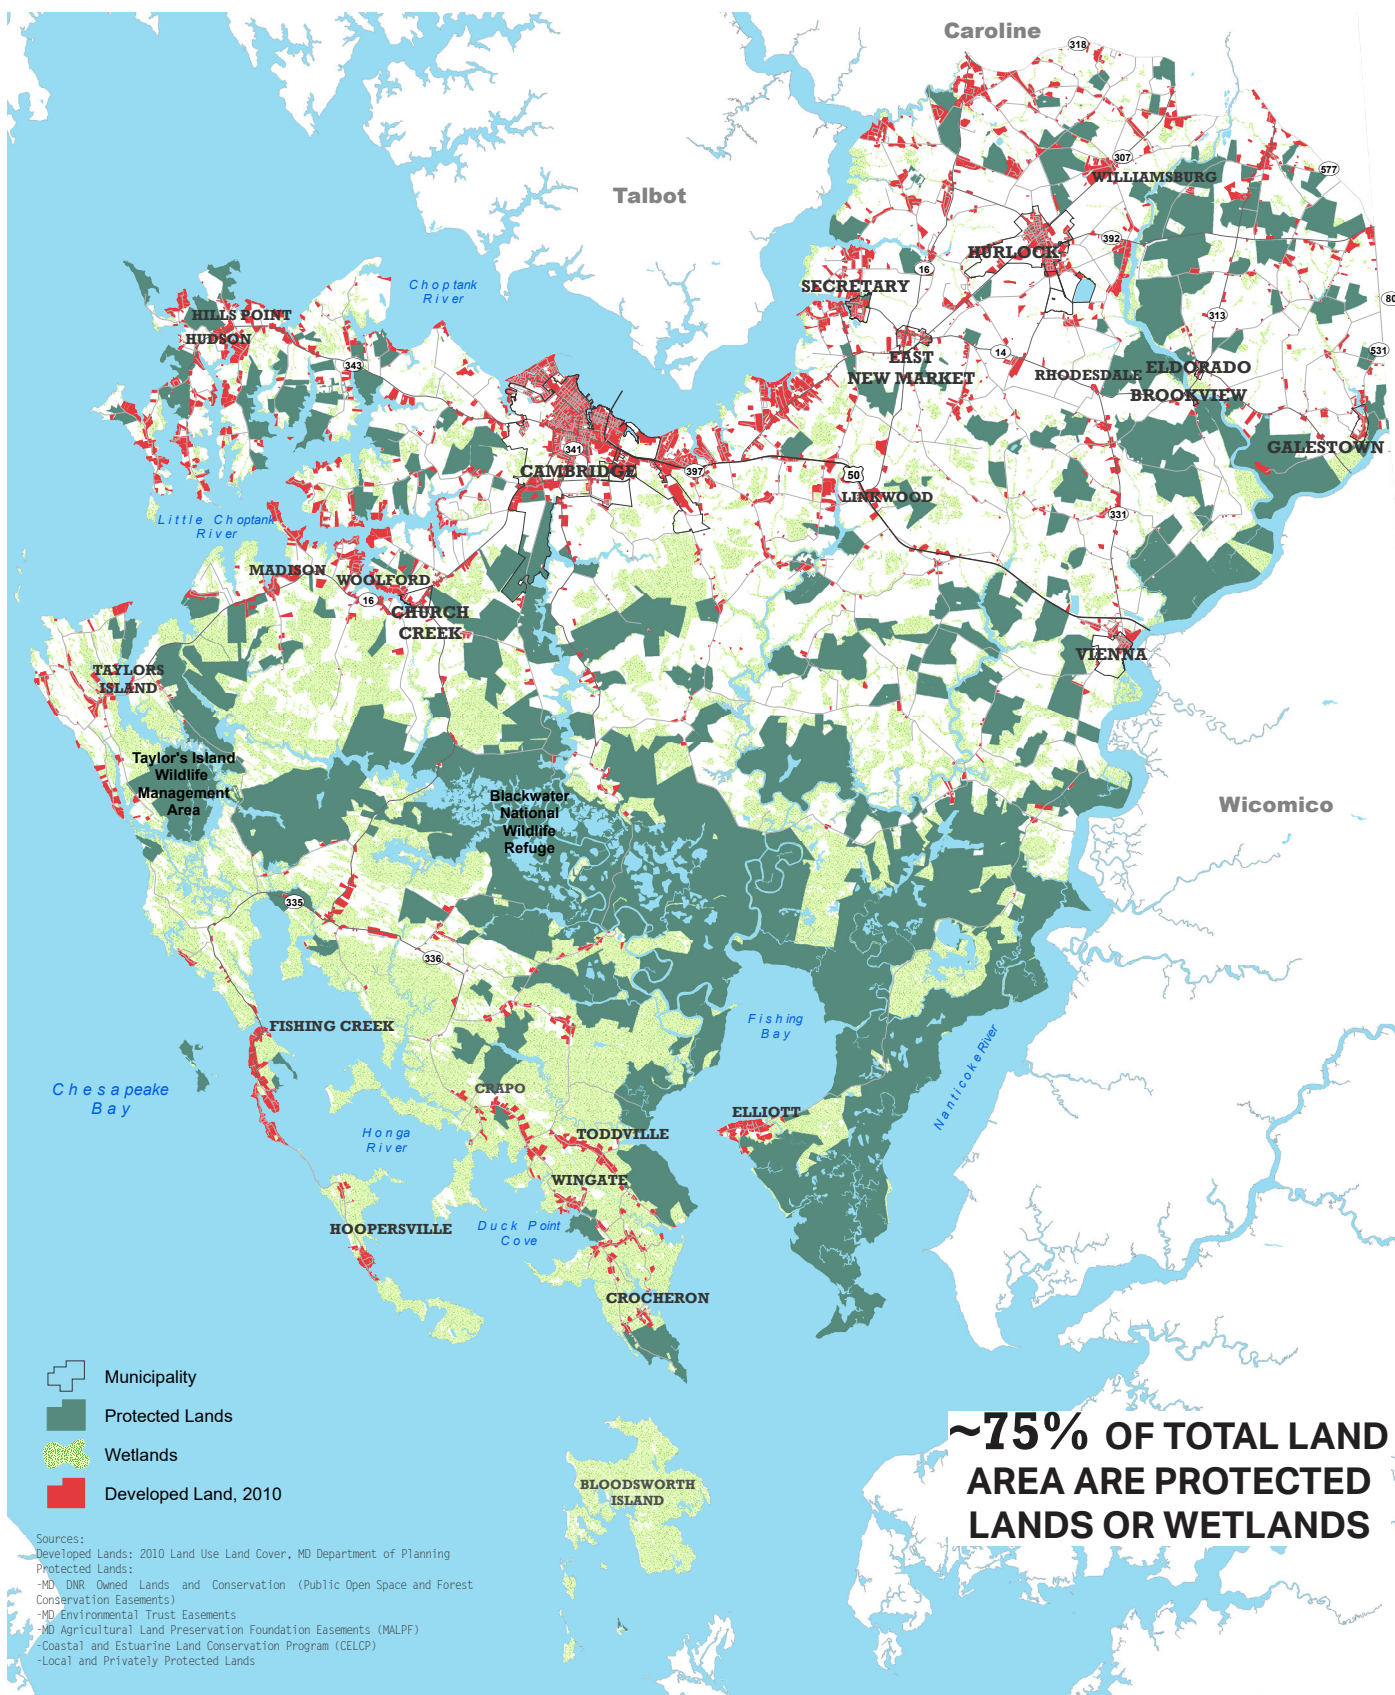 Caroline
318
Talbot
307
WILLIAMSBURG
577
392
HURLOCK
16
SECRETARY
Choptank
River
HILLS POINT
HUDSON
343
313
80
EAST
NEW MARKET
14
531
RHODESDALE
ELDORADO
BROOKVIEW
GALESTOWN
341
CAMBRIDGE
397
50
LINKWOOD
331
Little Choptank
River
MADISON
WOOLFORD
16
CHURCH
CREEK
VIENNA
TAYLORS
ISLAND
Taylor's Island
Wildlife
Management
Area
Blackwater
National
Wildlife
Refuge
Wicomico
335
336
FISHING CREEK
Fishing
Bay
Nanticoke River
Chesapeake
Bay
CRAPO
ELLIOTT
Honga
River
TODDVILLE
WINGATE
HOOPERSVILLE
Duck Point
Cove
CROCHERON
Municipality
Protected Lands
Wetlands
Developed Land, 2010
BLOODSWORTH
ISLAND
~75% OF TOTAL LAND
AREA ARE PROTECTED
LANDS OR WETLANDS
Sources:
Developed Lands: 2010 Land Use Land Cover, MD Department of Planning
Protected Lands:
-MD DNR Owned Lands and Conservation (Public Open Space and Forest
Conservation Easements)
-MD Environmental Trust Easements
-MD Agricultural Land Preservation Foundation Easements (MALPF)
-Coastal and Estuarine Land Conservation Program (CELCP)
-Local and Privately Protected Lands